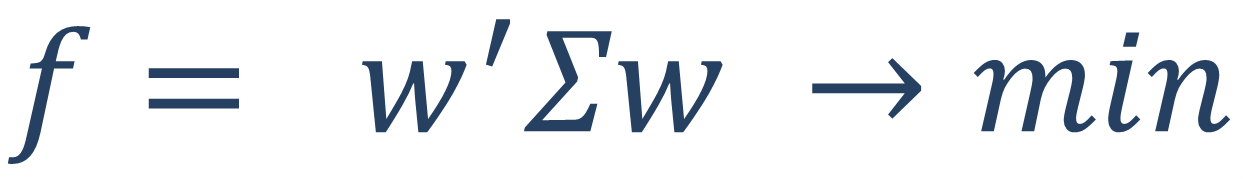 f = w′Σw → min